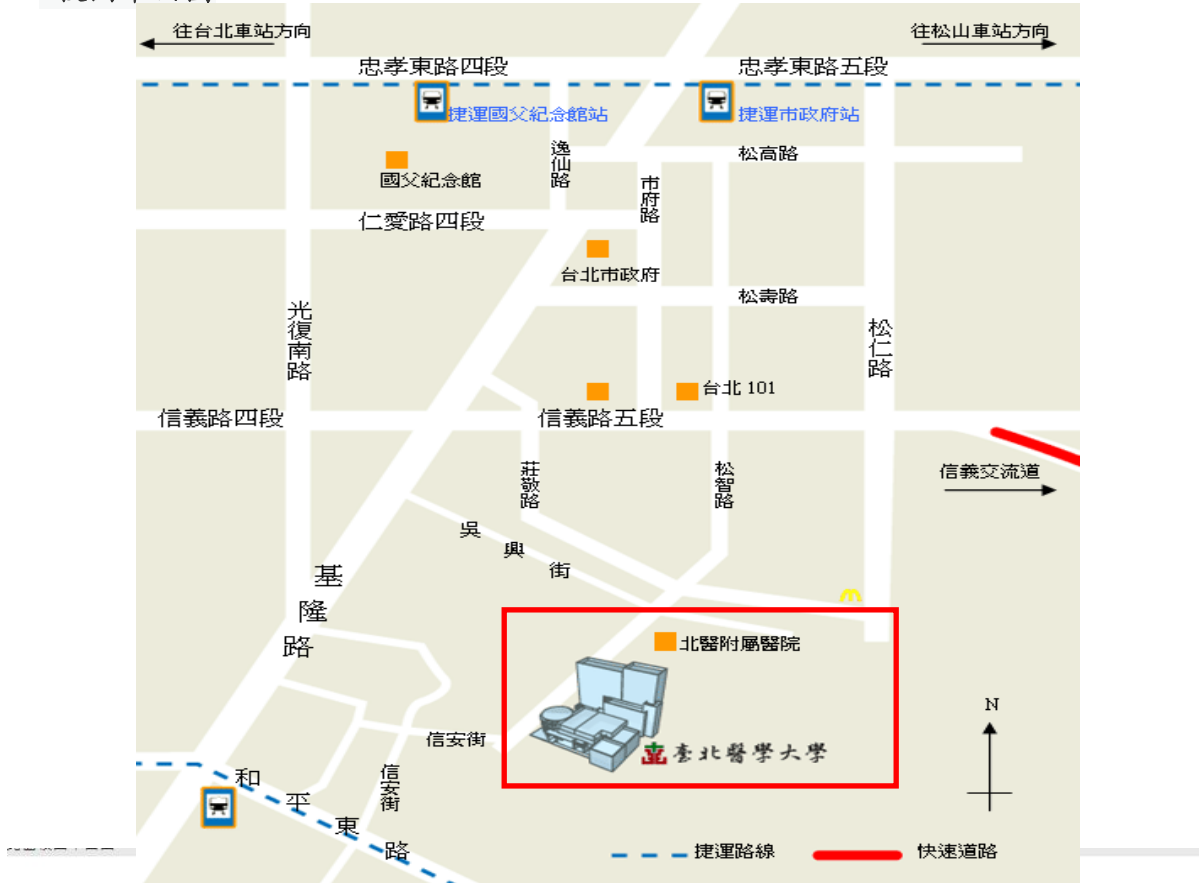 往台北車站方向
往松山車站方向
忠孝東路四段
忠孝東路五段
捷運國父紀念館站
捷運市政府站
逸仙路
松高路
國父紀念館
市府路
仁愛路四段
台北市政府
松壽路
光復南路
松仁路
台北 101
信義路四段
信義路五段
莊敬路
松智路
信義交流道
吳興街
基隆路
北醫附屬醫院
N
信安街
臺北醫學大學
信安街
和平東路
捷運路線
快速道路